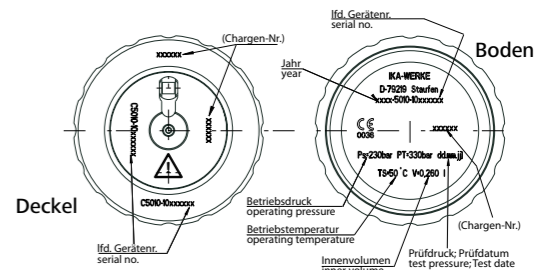 lfd. Gerätenr.
serial no.
Boden
(Chargen-Nr.)
Jahr
year
xxxxxx
IKA-WERKE
D-79219 Staufen
xxxx-5010-10xxxxxx
C5010-10xxxxxx
xxxxxx
CE
0036
xxxxxx
Ps=230bar PT=330bar dd.mm.jj
TS=50°C V=0,260 l
C5010-10xxxxxx
Deckel
Betriebsdruck
operating pressure
(Chargen-Nr.)
Betriebstemperatur
operating temperature
lfd. Gerätenr.
serial no.
Innenvolumen
inner volume
Prüfdruck; Prüfdatum
test pressure; Test date